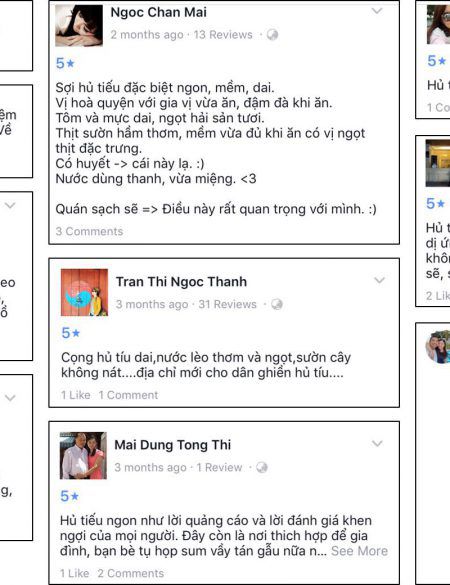 Ngoc Chan Mai
2 months ago · 13 Reviews ·
5★
Sợi hủ tiếu đặc biệt ngon, mềm, dai.
Vị hoà quyện với gia vị vừa ăn, đậm đà khi ăn.
Tôm và mực dai, ngọt hải sản tươi.
Thịt sườn hầm thơm, mềm vừa đủ khi ăn có vị ngọt
thịt đặc trưng.
Có huyết -> cái này lạ. :)
Nước dùng thanh, vừa miệng. <3
Quán sạch sẽ => Điều này rất quan trọng với mình. :)
3 Comments
Tran Thi Ngoc Thanh
3 months ago · 31 Reviews ·
5★
Cọng hủ tíu dai,nước lèo thơm và ngọt,sườn cây
không nát....địa chỉ mới cho dân ghiền hủ tíu....
1 Like 1 Comment
Mai Dung Tong Thi
3 months ago · 1 Review ·
5★
Hủ tiếu ngon như lời quảng cáo và lời đánh giá khen
ngợi của mọi người. Đây còn là nơi thích hợp để gia
đình, bạn bè tụ họp sum vầy tán gẫu nữa n... See More
1 Like 2 Comments
5★
Hủ
5★
Hủ
dị
sẽ,
2